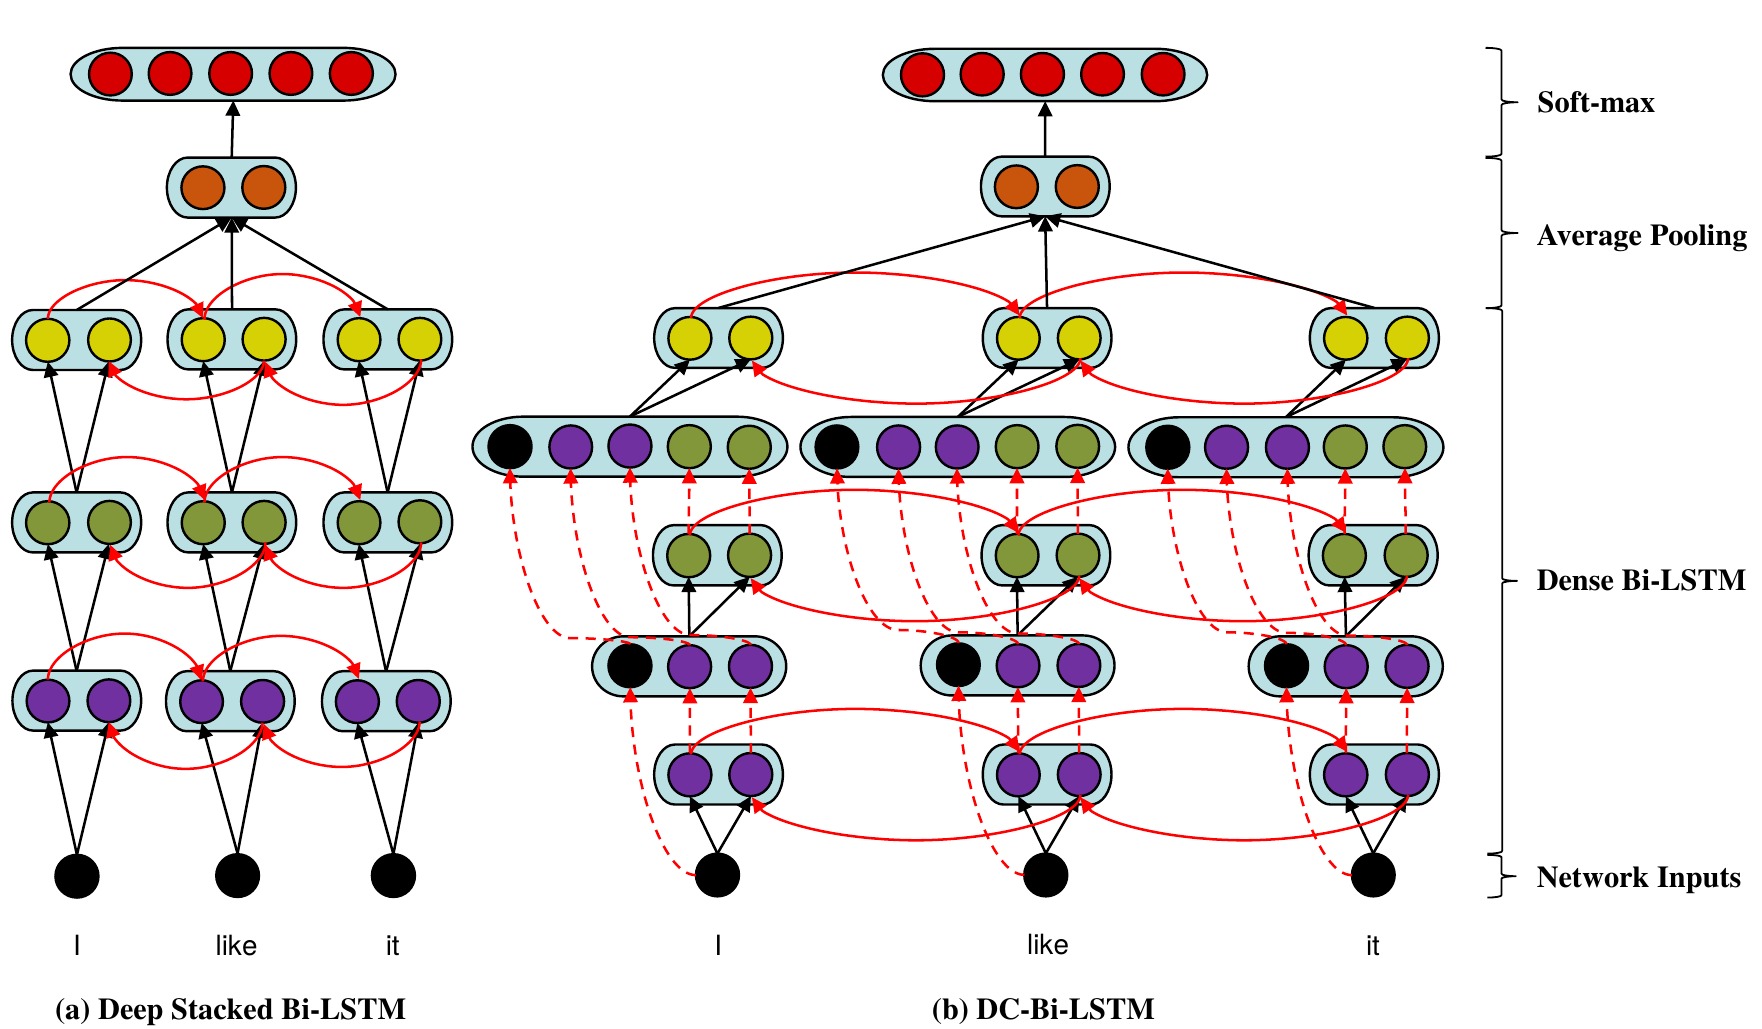 Soft-max
Average Pooling
Dense Bi-LSTM
Network Inputs
I like it
I like it
(a) Deep Stacked Bi-LSTM
(b) DC-Bi-LSTM